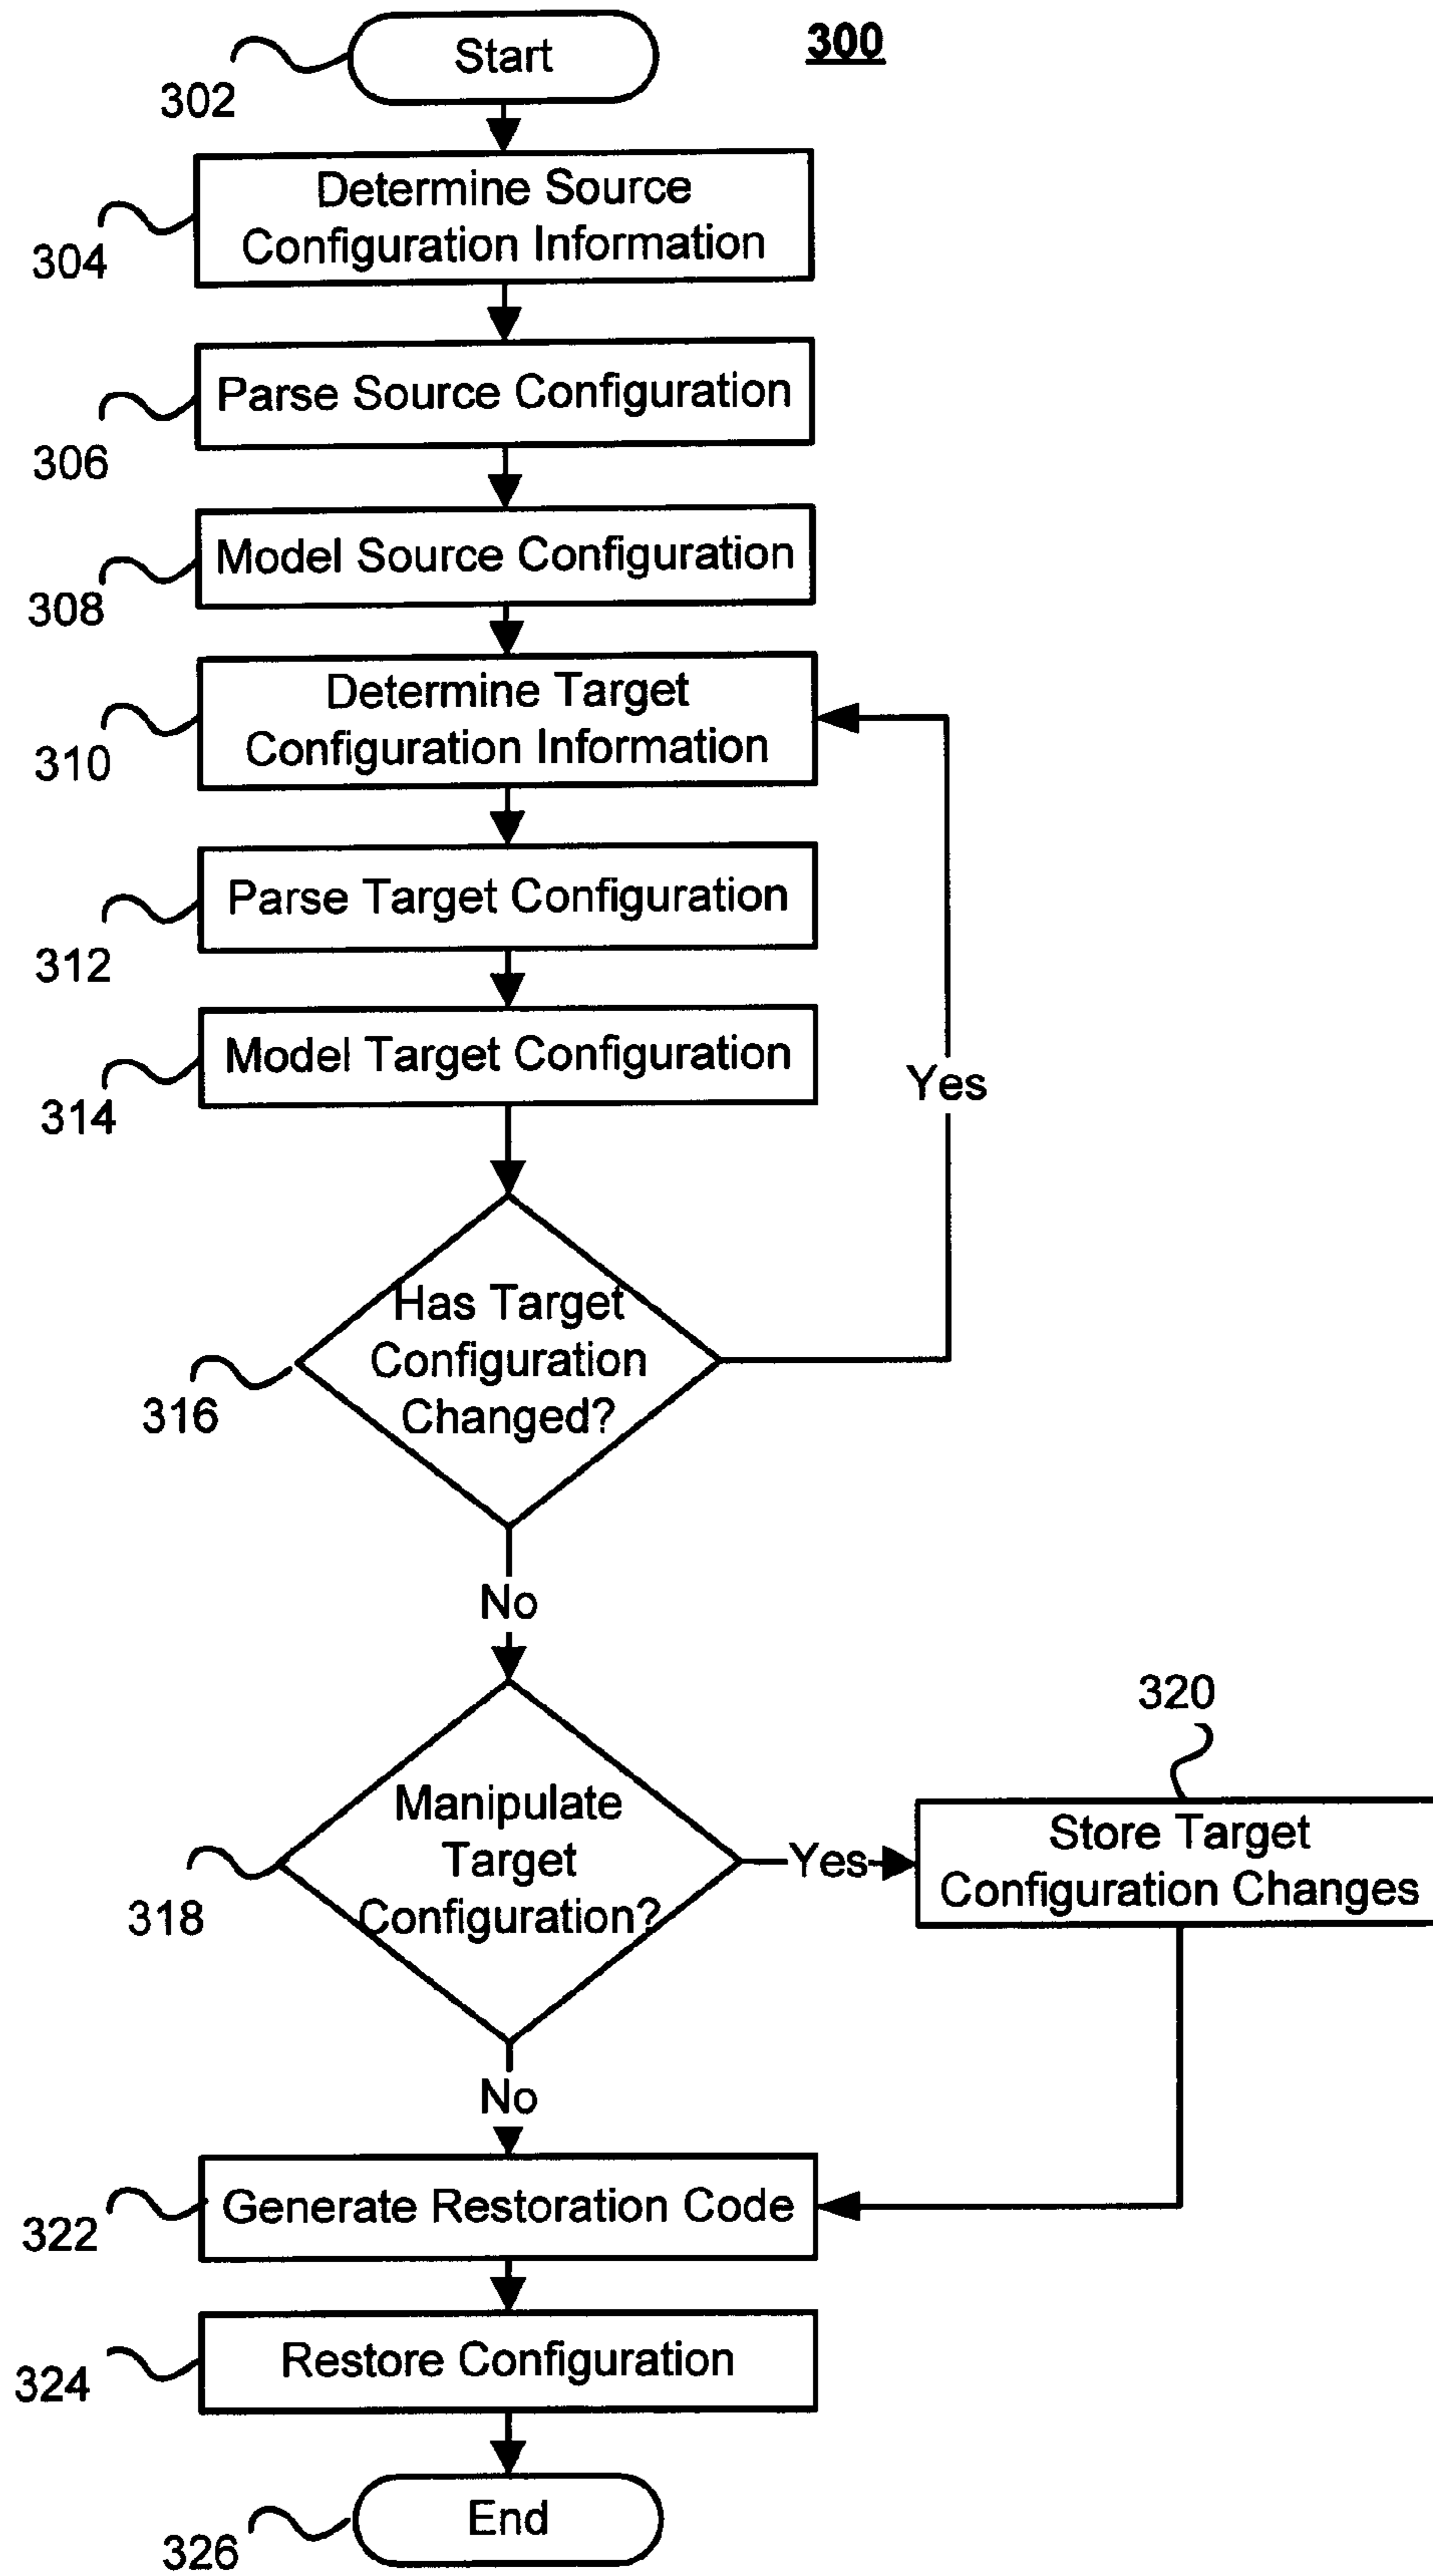 300
Start
302
Determine Source
Configuration Information
304
Parse Source Configuration
306
Model Source Configuration
308
Determine Target
Configuration Information
310
Parse Target Configuration
312
Model Target Configuration
314
Yes
Has Target
Configuration
Changed?
316
No
320
Manipulate
Target
Configuration?
318
Yes
Store Target
Configuration Changes
No
Generate Restoration Code
322
Restore Configuration
324
End
326